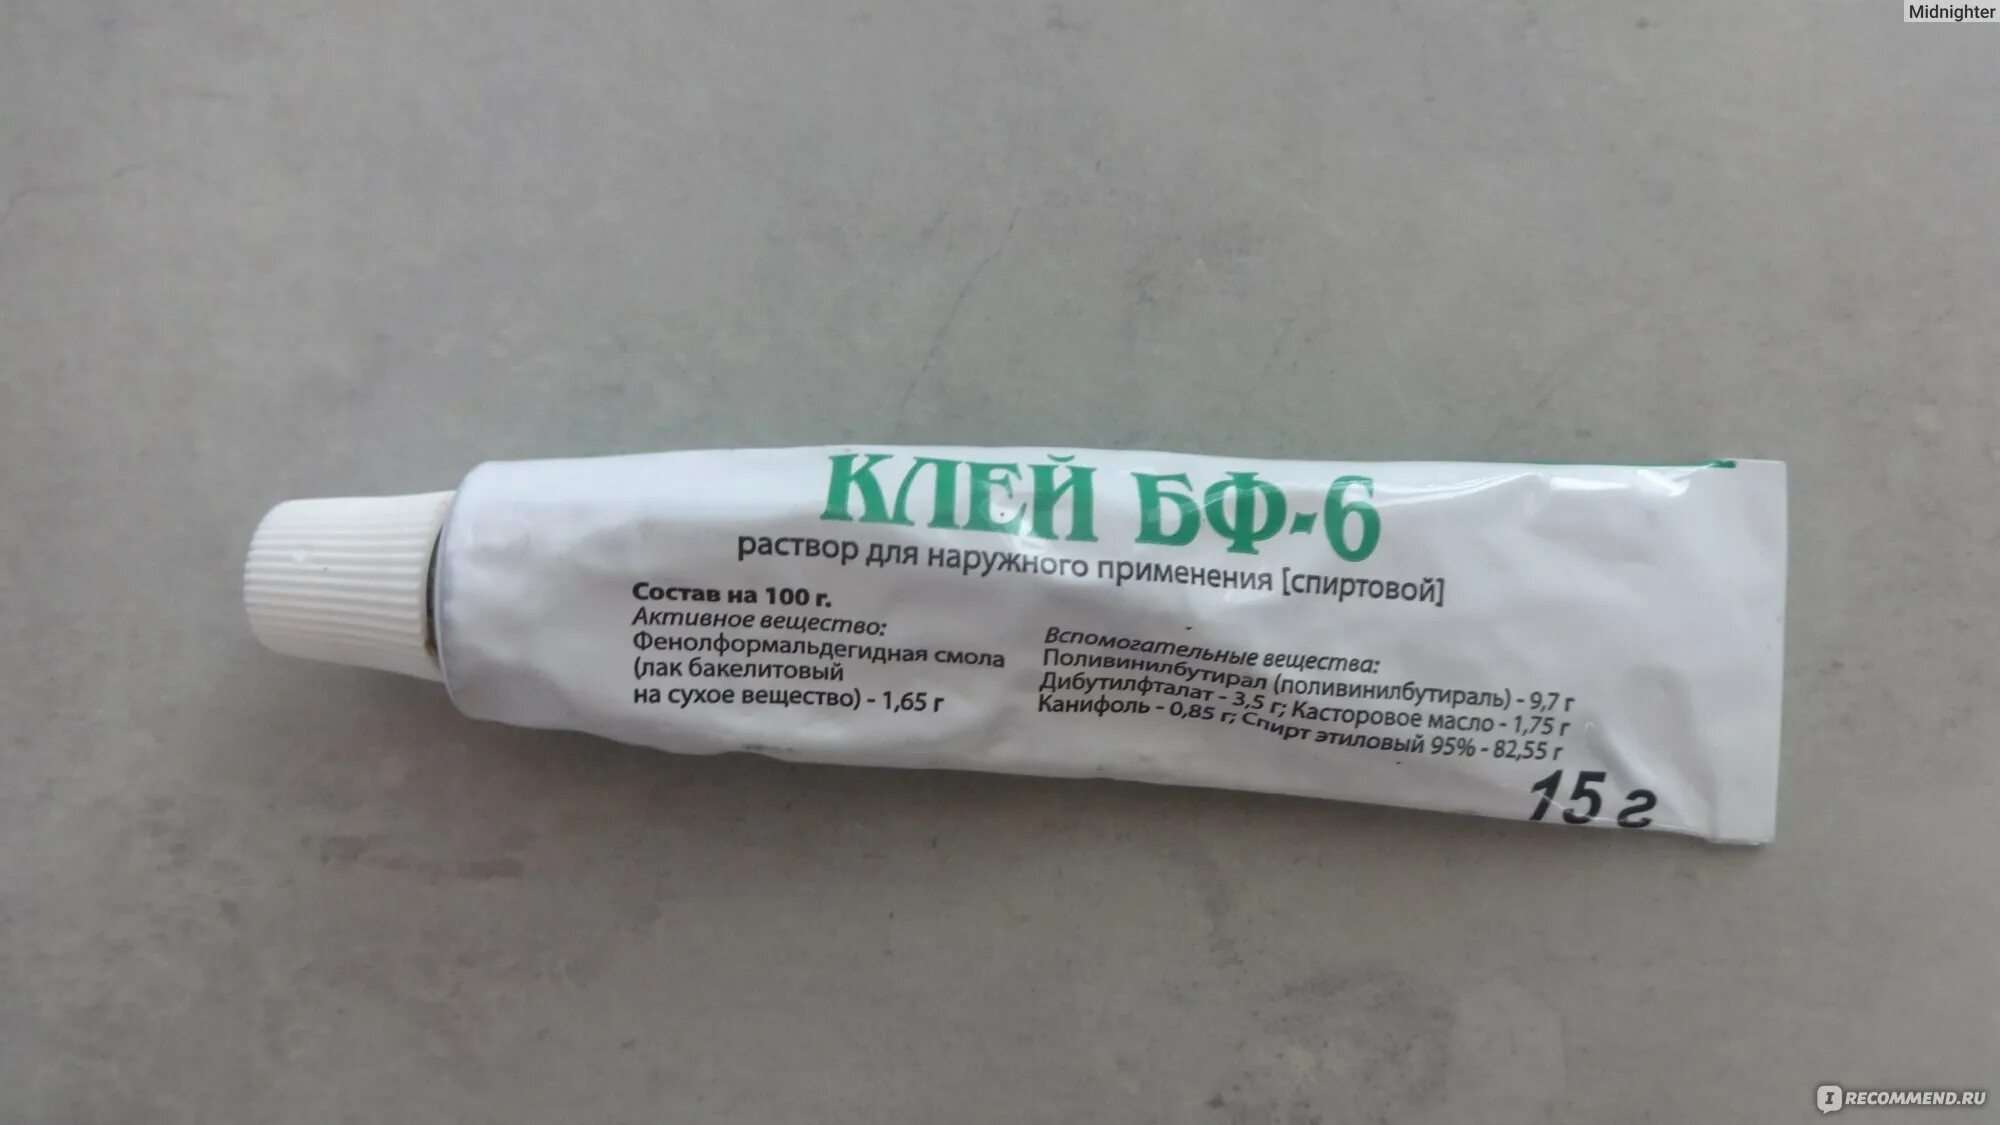 Midnighter
КЛЕЙ БФ-6
раствор для наружного применения [спиртовой]
Состав на 100 г.
Активное вещество:
Фенолформальдегидная смола
(лак бакелитовый
на сухое вещество) - 1,65 г
Вспомогательные вещества:
Поливинилбутирал (поливинилбутираль) - 9,7 г
Дибутилфталат - 3,5 г; Касторовое масло - 1,75 г
Канифоль - 0,85 г; Спирт этиловый 95% - 82,55 г
15 г
IRECOMMEND.RU